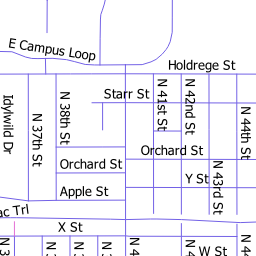 E Campus Loop
Holdrege St
Starr St
Idylwild Dr
N 37th St
N 38th St
N 41st St
N 42nd St
N 43rd St
N 44th St
Orchard St
Orchard St
Apple St
Y St
Trl
X St
W St